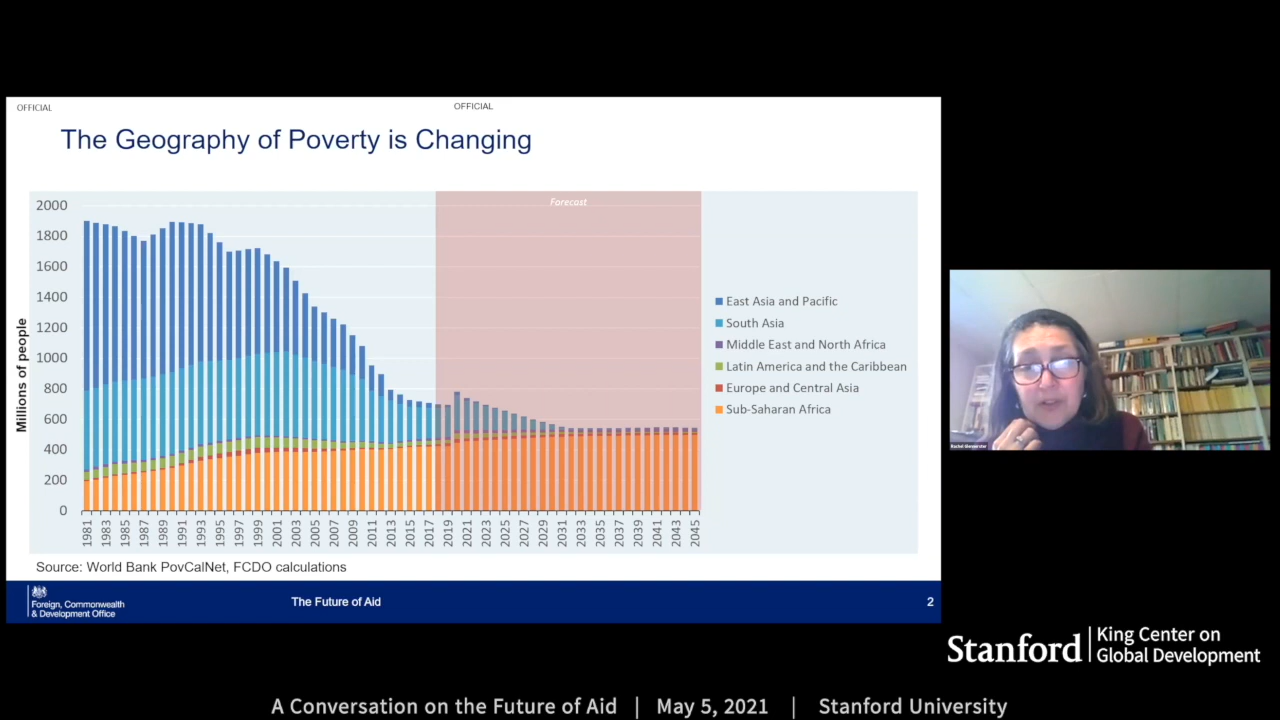 OFFICIAL
OFFICIAL
The Geography of Poverty is Changing
Forecast
2000
1800
1600
1400
1200
1000
800
600
400
200
0
Millions of people
1981
1983
1985
1987
1989
1991
1993
1995
1997
1999
2001
2003
2005
2007
2009
2011
2013
2015
2017
2019
2021
2023
2025
2027
2029
2031
2033
2035
2037
2039
2041
2043
2045
East Asia and Pacific
South Asia
Middle East and North Africa
Latin America and the Caribbean
Europe and Central Asia
Sub-Saharan Africa
Source: World Bank PovCalNet, FCDO calculations
Foreign, Commonwealth
& Development Office
The Future of Aid
2
Stanford
King Center on
Global Development
A Conversation on the Future of Aid | May 5, 2021 | Stanford University